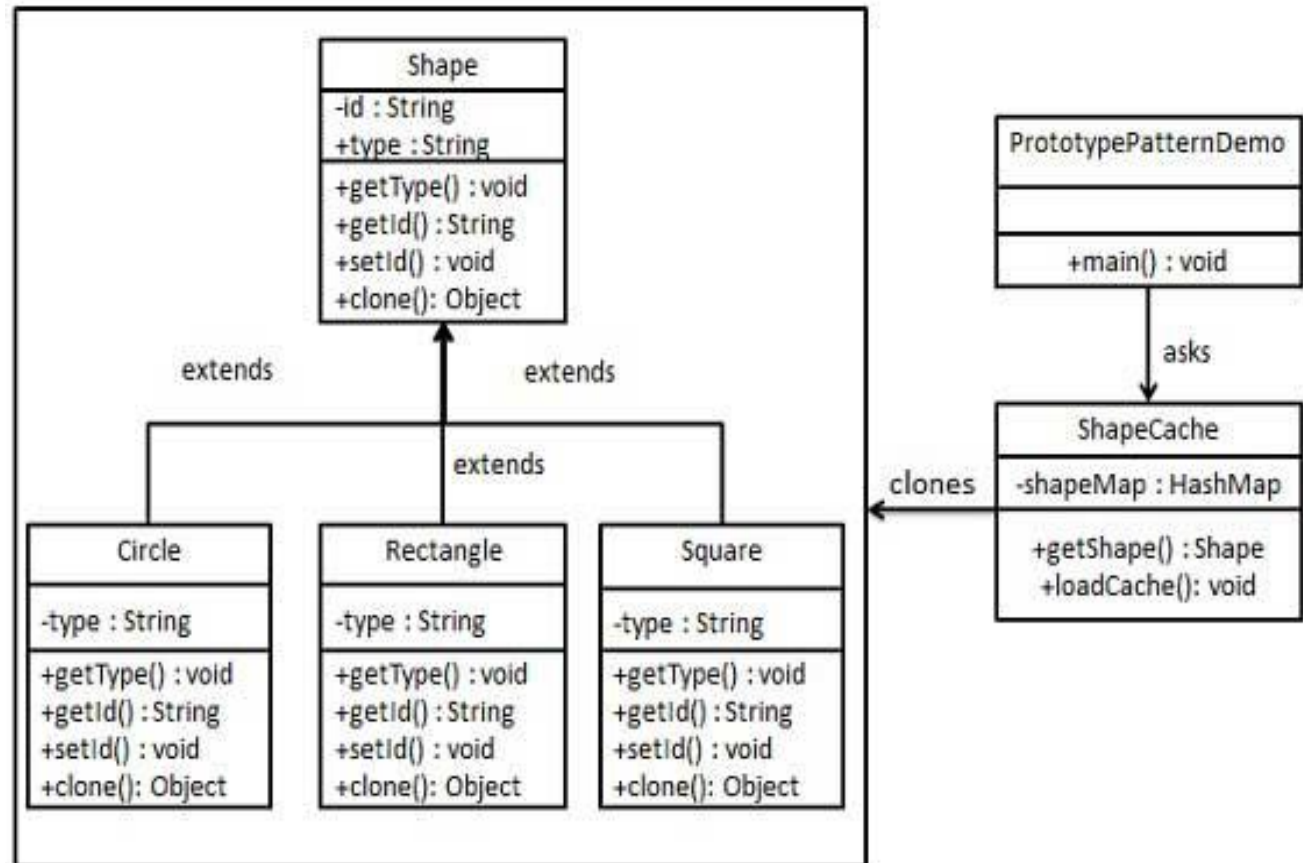 Shape
-id : String
+type : String
+getType() : void
+getId() : String
+setId() : void
+clone(): Object
extends
extends
extends
Circle
-type : String
+getType() : void
+getId() : String
+setId() : void
+clone(): Object
Rectangle
-type : String
+getType() : void
+getId() : String
+setId() : void
+clone(): Object
Square
-type : String
+getType() : void
+getId() : String
+setId() : void
+clone(): Object
PrototypePatternDemo
+main() : void
asks
ShapeCache
-shapeMap : HashMap
+getShape() : Shape
+loadCache(): void
clones